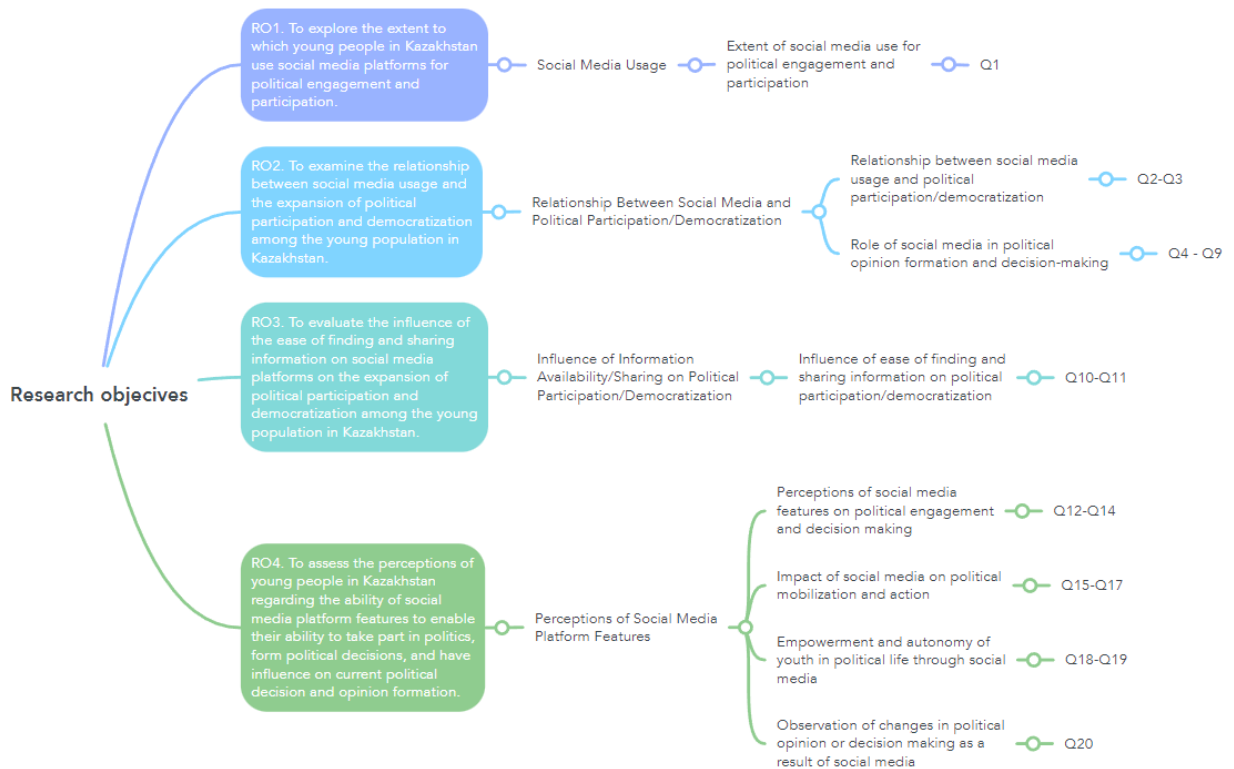 RO1. To explore the extent to
which young people in Kazakhstan
use social media platforms for
political engagement and
participation.
Social Media Usage
Extent of social media use for
political engagement and
participation
Q1
RO2. To examine the relationship
between social media usage and
the expansion of political
participation and democratization
among the young population in
Kazakhstan.
Relationship Between Social Media and
Political Participation/Democratization
Relationship between social media
usage and political
participation/democratization
Q2-Q3
Role of social media in political
opinion formation and decision-making
Q4 - Q9
Research objecives
RO3. To evaluate the influence of
the ease of finding and sharing
information on social media
platforms on the expansion of
political participation and
democratization among the young
population in Kazakhstan.
Influence of Information
Availability/Sharing on Political
Participation/Democratization
Influence of ease of finding and
sharing information on political
participation/democratization
Q10-Q11
RO4. To assess the perceptions of
young people in Kazakhstan
regarding the ability of social
media platform features to enable
their ability to take part in politics,
form political decisions, and have
influence on current political
decision and opinion formation.
Perceptions of Social Media
Platform Features
Perceptions of social media
features on political engagement
and decision making
Q12-Q14
Impact of social media on political
mobilization and action
Q15-Q17
Empowerment and autonomy of
youth in political life through social
media
Q18-Q19
Observation of changes in political
opinion or decision making as a
result of social media
Q20